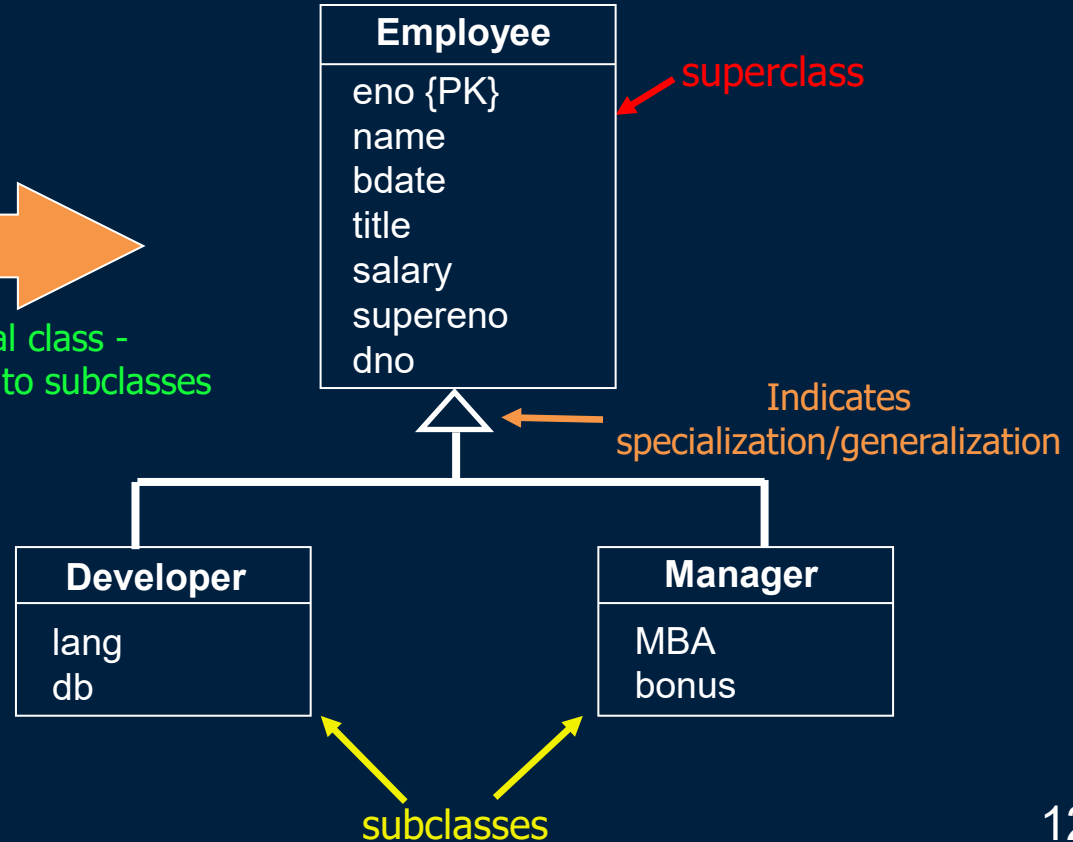 Employee
eno {PK}
name
bdate
title
salary
supereno
dno
superclass
al class -
to subclasses
Indicates
specialization/generalization
Developer
lang
db
Manager
MBA
bonus
subclasses